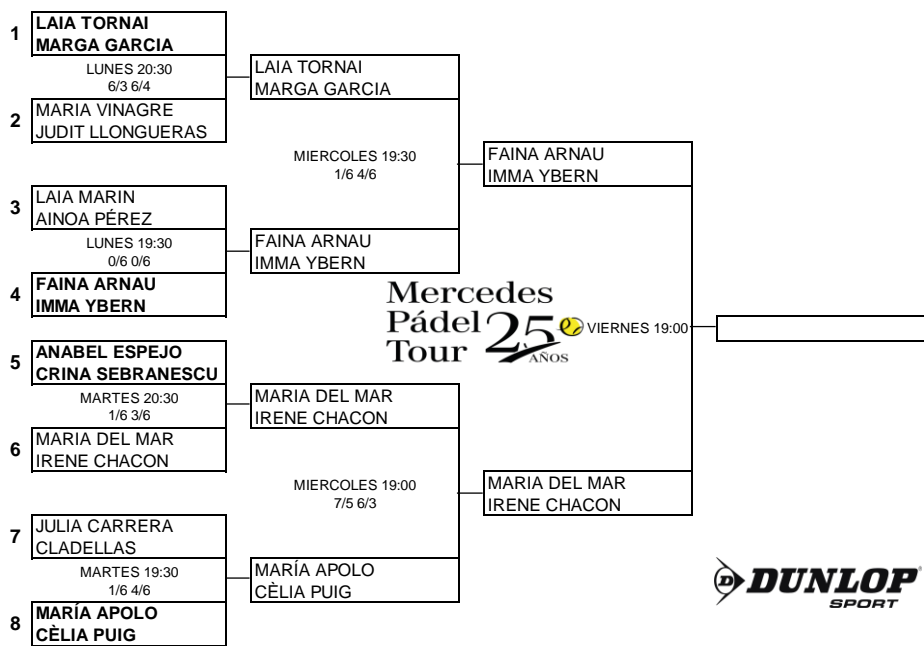 1
LAIA TORNAI
MARGA GARCIA
LUNES 20:30
6/3 6/4
LAIA TORNAI
MARGA GARCIA
2
MARIA VINAGRE
JUDIT LLONGUERAS
MIERCOLES 19:30
1/6 4/6
FAINA ARNAU
IMMA YBERN
3
LAIA MARIN
AINOA PÉREZ
LUNES 19:30
0/6 0/6
FAINA ARNAU
IMMA YBERN
4
FAINA ARNAU
IMMA YBERN
Mercedes
Pádel
Tour
25
AÑOS
VIERNES 19:00
5
ANABEL ESPEJO
CRINA SEBRANESCU
MARTES 20:30
1/6 3/6
MARIA DEL MAR
IRENE CHACON
6
MARIA DEL MAR
IRENE CHACON
MIERCOLES 19:00
7/5 6/3
MARIA DEL MAR
IRENE CHACON
7
JULIA CARRERA
CLADELLAS
MARTES 19:30
1/6 4/6
MARÍA APOLO
CÈLIA PUIG
8
MARÍA APOLO
CÈLIA PUIG
DUNLOP
SPORT